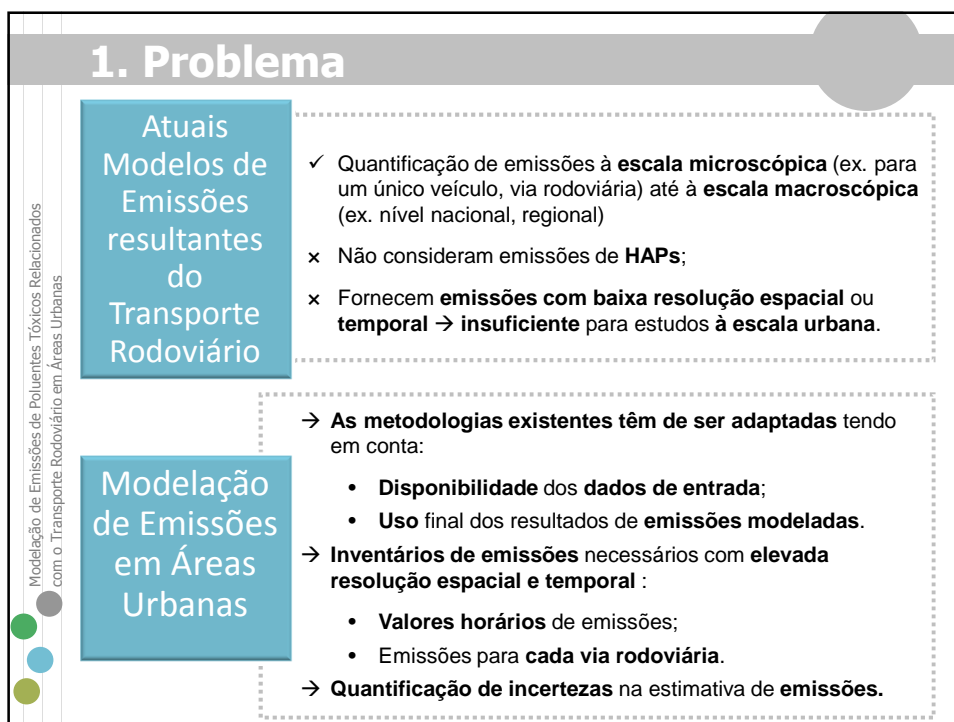 1. Problema
Atuais
Modelos de
Emissões
resultantes
do
Transporte
Rodoviário
✓ Quantificação de emissões à escala microscópica (ex. para
um único veículo, via rodoviária) até à escala macroscópica
(ex. nível nacional, regional)
× Não consideram emissões de HAPs;
× Fornecem emissões com baixa resolução espacial ou
temporal → insuficiente para estudos à escala urbana.
Modelação
de Emissões
em Áreas
Urbanas
→ As metodologias existentes têm de ser adaptadas tendo
em conta:
• Disponibilidade dos dados de entrada;
• Uso final dos resultados de emissões modeladas.
→ Inventários de emissões necessários com elevada
resolução espacial e temporal :
• Valores horários de emissões;
• Emissões para cada via rodoviária.
→ Quantificação de incertezas na estimativa de emissões.
Modelação de Emissões de Poluentes Tóxicos Relacionados
com o Transporte Rodoviário em Áreas Urbanas